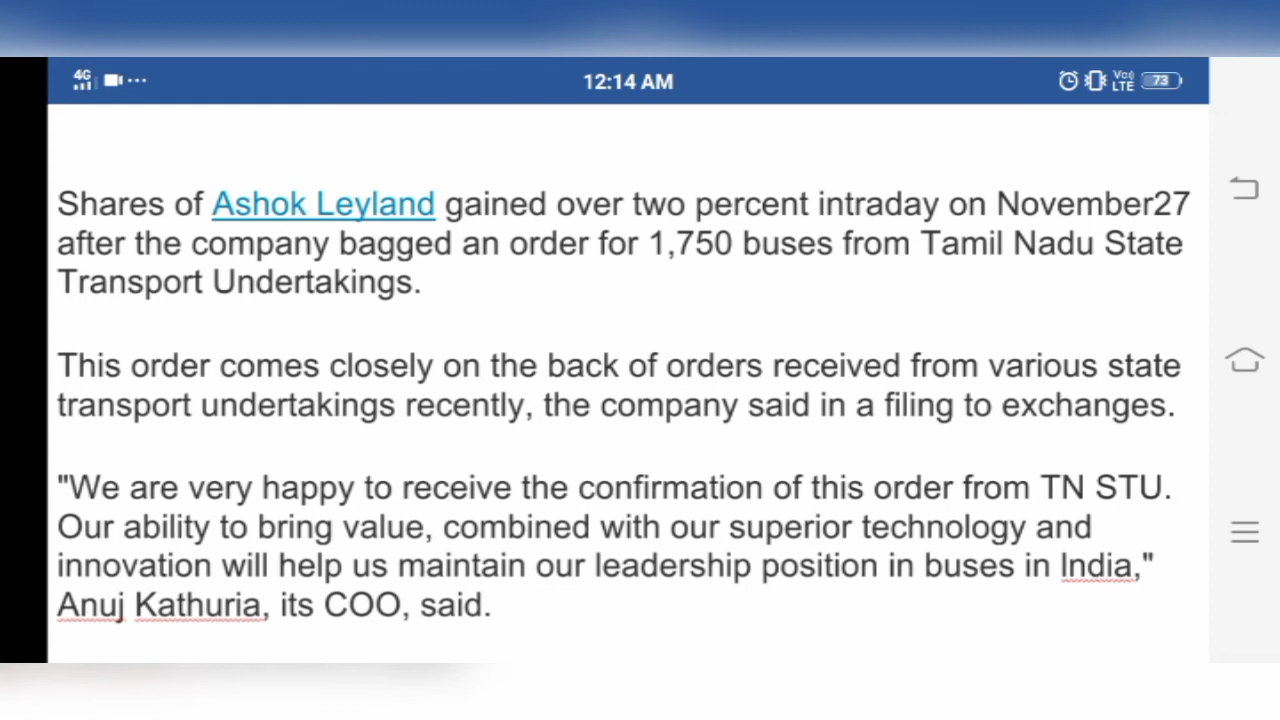 4G 12:14 AM Vo) LTE 73
Shares of Ashok Leyland gained over two percent intraday on November27
after the company bagged an order for 1,750 buses from Tamil Nadu State
Transport Undertakings.
This order comes closely on the back of orders received from various state
transport undertakings recently, the company said in a filing to exchanges.
"We are very happy to receive the confirmation of this order from TN STU.
Our ability to bring value, combined with our superior technology and
innovation will help us maintain our leadership position in buses in India,"
Anuj Kathuria, its COO, said.